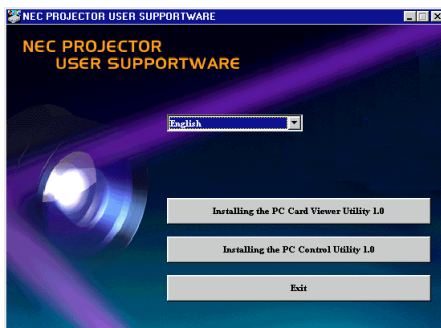 NEC PROJECTOR USER SUPPORTWARE
NEC PROJECTOR
USER SUPPORTWARE
English
Installing the PC Card Viewer Utility 1.0
Installing the PC Control Utility 1.0
Exit